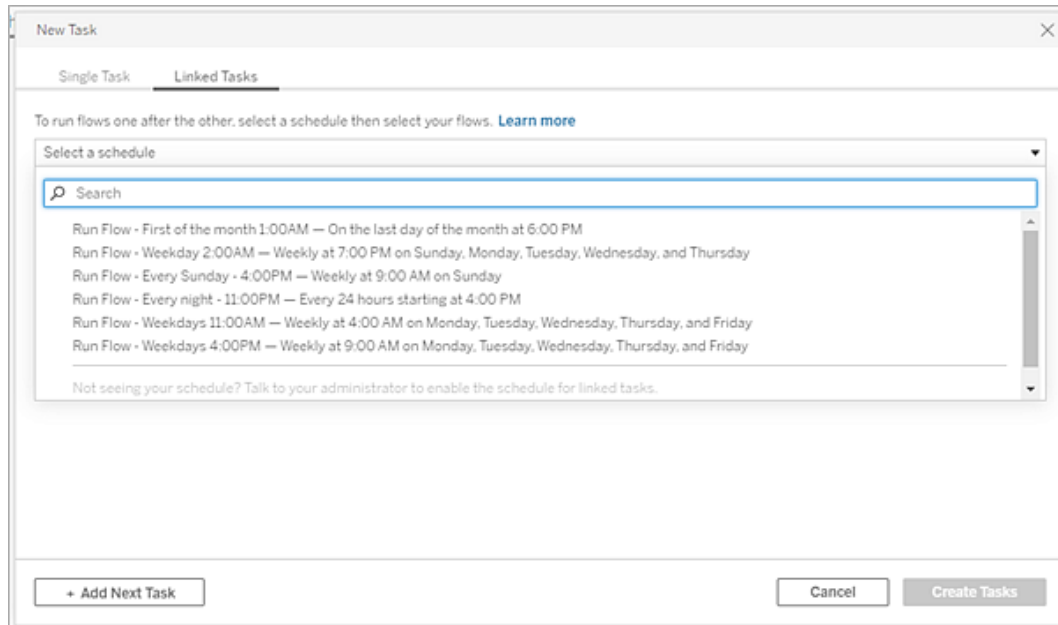 New Task
Single Task
Linked Tasks
To run flows one after the other, select a schedule then select your flows. Learn more
Select a schedule
Search
Run Flow - First of the month 1:00AM — On the last day of the month at 6:00 PM
Run Flow - Weekday 2:00AM — Weekly at 7:00 PM on Sunday, Monday, Tuesday, Wednesday, and Thursday
Run Flow - Every Sunday - 4:00PM — Weekly at 9:00 AM on Sunday
Run Flow - Every night - 11:00PM — Every 24 hours starting at 4:00 PM
Run Flow - Weekdays 11:00AM — Weekly at 4:00 AM on Monday, Tuesday, Wednesday, Thursday, and Friday
Run Flow - Weekdays 4:00PM — Weekly at 9:00 AM on Monday, Tuesday, Wednesday, Thursday, and Friday
Not seeing your schedule? Talk to your administrator to enable the schedule for linked tasks.
+ Add Next Task
Cancel
Create Tasks